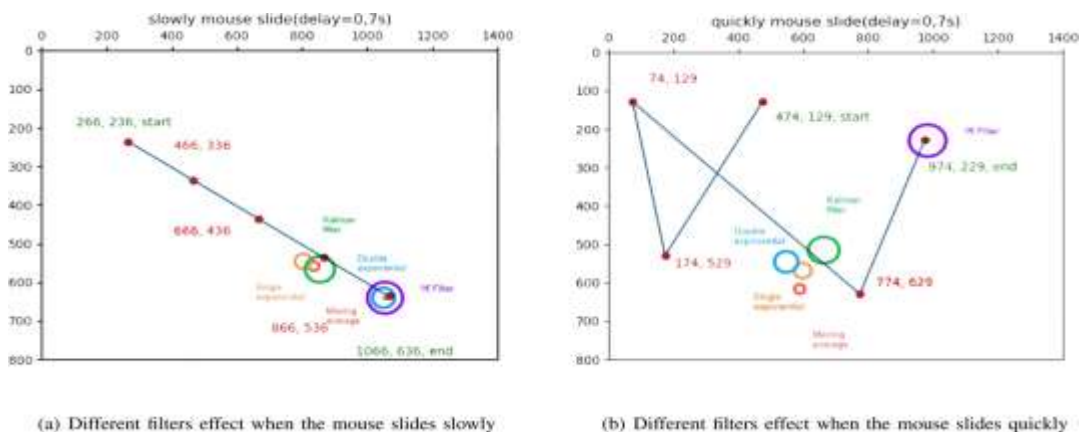 slowly mouse slide(delay=0,7s)
0 200 400 600 800 1000 1200 1400
0
100
200
300
400
500
600
700
800
266, 236, start
466, 336
666, 436
Kalman
filter
Double
exponential
Single
exponential
Moving
average
1€ Filter
866, 536
1066, 636, end
(a) Different filters effect when the mouse slides slowly
quickly mouse slide(delay=0,7s)
0 200 400 600 800 1000 1200 1400
0
100
200
300
400
500
600
700
800
74, 129
474, 129, start
1€ Filter
974, 229, end
Kalman
filter
Double
exponential
174, 529
774, 629
Single
exponential
Moving
average
(b) Different filters effect when the mouse slides quickly